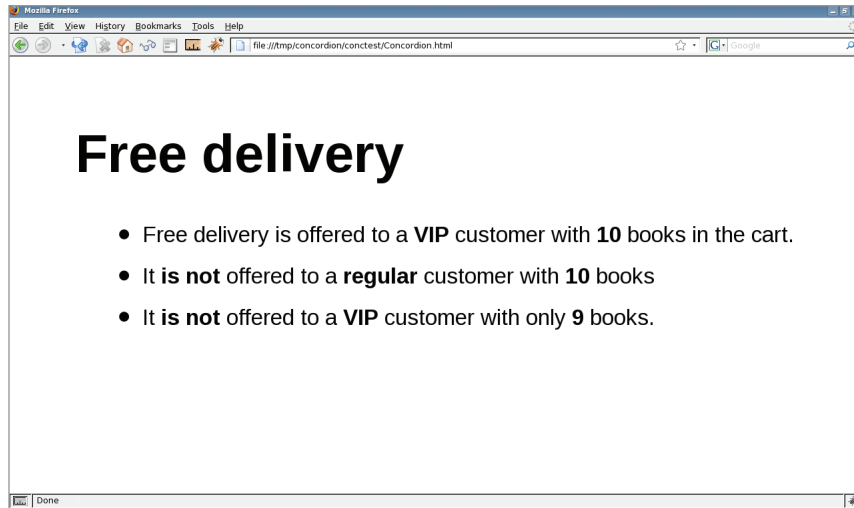 Mozilla Firefox
File Edit View History Bookmarks Tools Help
file:///tmp/concordion/conctest/Concordion.html
G Google
Free delivery
• Free delivery is offered to a VIP customer with 10 books in the cart.
• It is not offered to a regular customer with 10 books
• It is not offered to a VIP customer with only 9 books.
Done